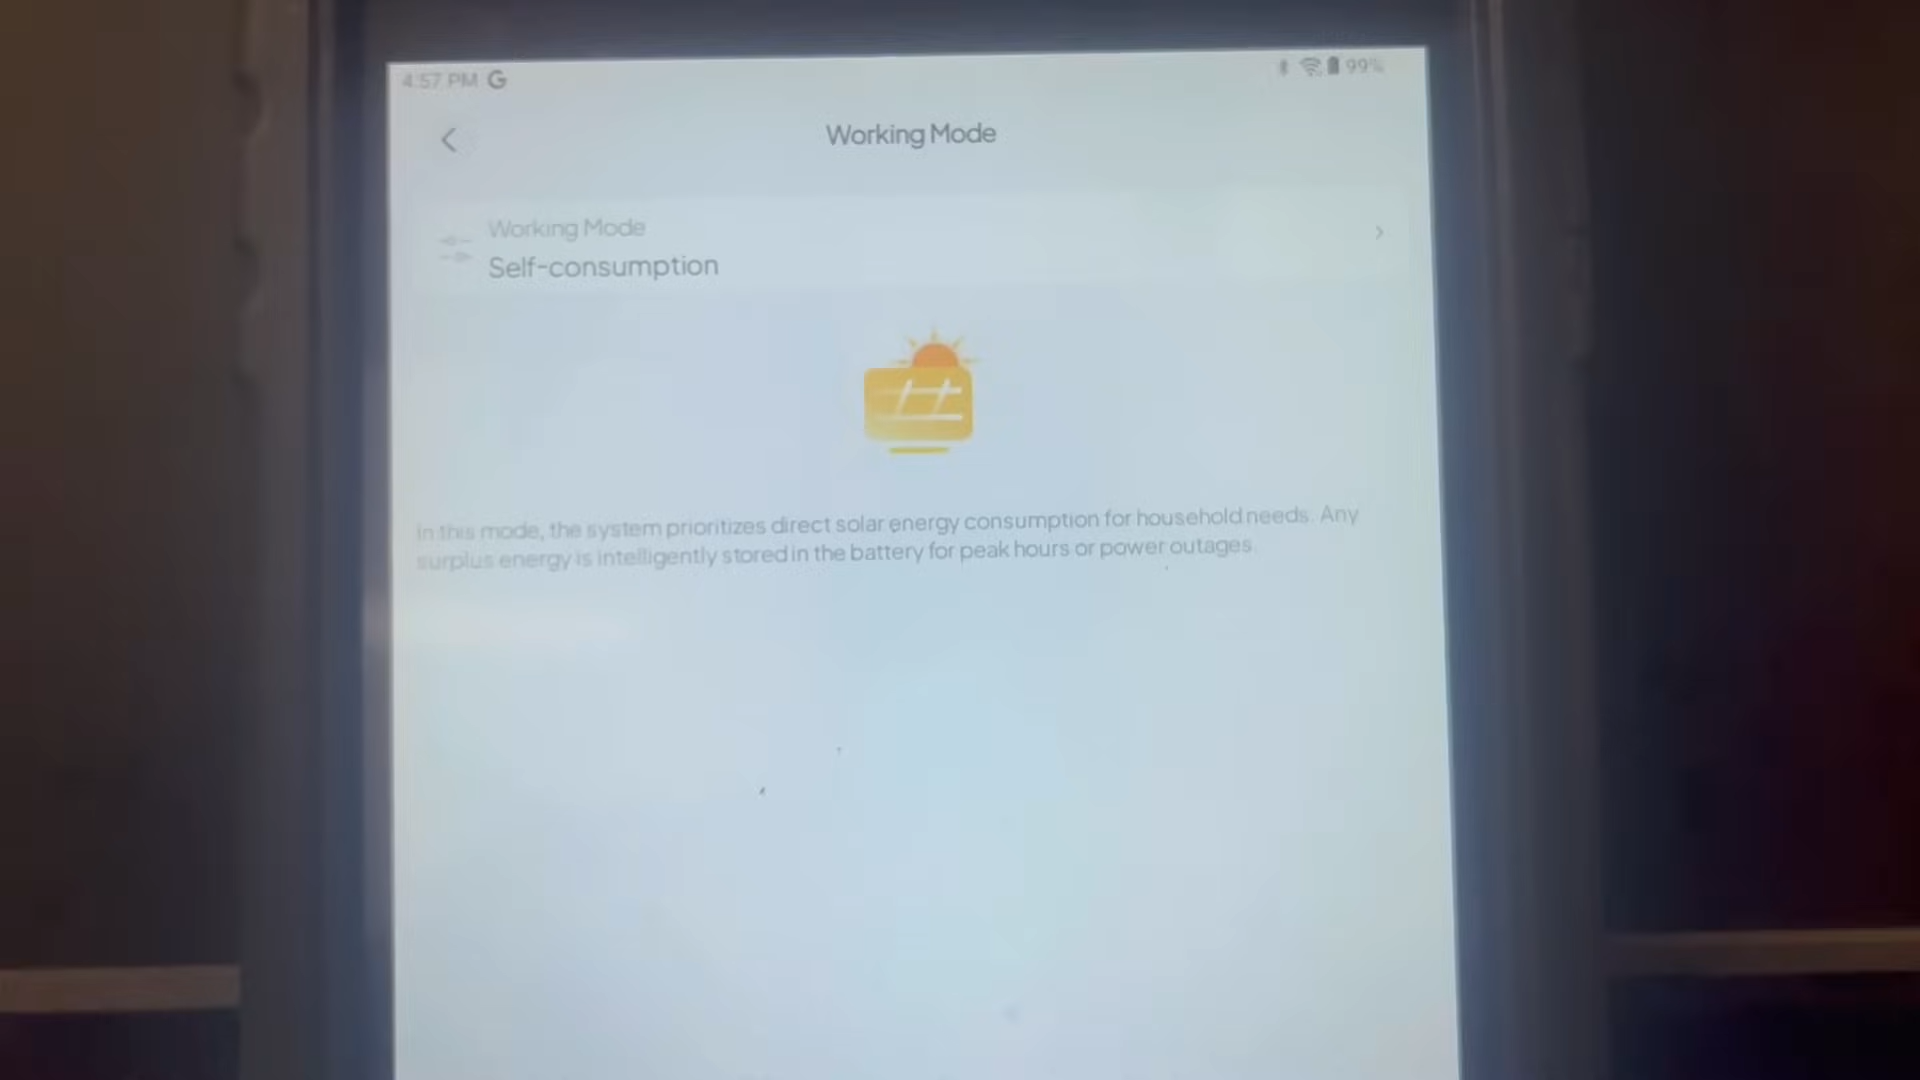 4:57 PM G
99%
Working Mode
Working Mode
Self-consumption
In this mode, the system prioritizes direct solar energy consumption for household needs. Any
surplus energy is intelligently stored in the battery for peak hours or power outages.